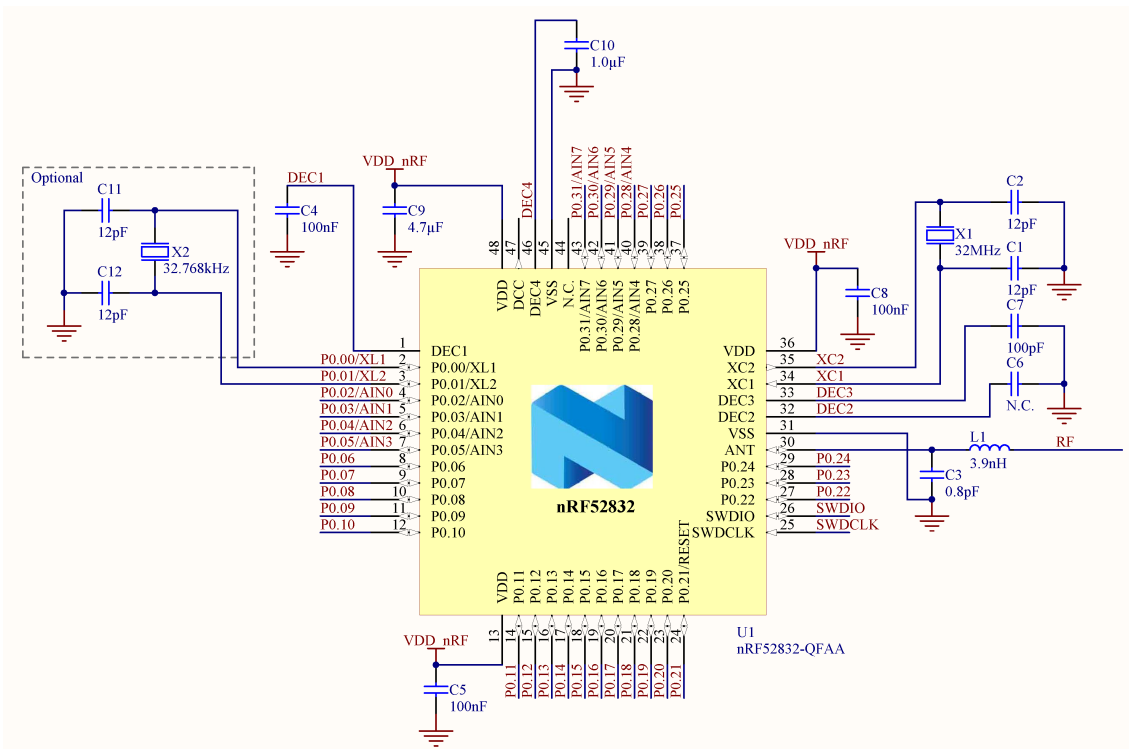 C10
1.0µF
DEC4
P0.31/AIN7
P0.30/AIN6
P0.29/AIN5
P0.28/AIN4
P0.27
P0.26
P0.25
Optional
C11
12pF
X2
32.768kHz
C12
12pF
DEC1
C4
100nF
VDD_nRF
C9
4.7µF
48
47
46
45
44
43
42
41
40
39
38
37
VDD
DCC
DEC4
VSS
N.C.
P0.31/AIN7
P0.30/AIN6
P0.29/AIN5
P0.28/AIN4
P0.27
P0.26
P0.25
C2
12pF
X1
32MHz
C1
12pF
VDD_nRF
C8
100nF
C7
100pF
C6
N.C.
1 DEC1
P0.00/XL1 2 P0.00/XL1
P0.01/XL2 3 P0.01/XL2
P0.02/AIN0 4 P0.02/AIN0
P0.03/AIN1 5 P0.03/AIN1
P0.04/AIN2 6 P0.04/AIN2
P0.05/AIN3 7 P0.05/AIN3
P0.06 8 P0.06
P0.07 9 P0.07
P0.08 10 P0.08
P0.09 11 P0.09
P0.10 12 P0.10
VDD 36
XC2 35 XC2
XC1 34 XC1
DEC3 33 DEC3
DEC2 32 DEC2
VSS 31
ANT 30
P0.24 29 P0.24
P0.23 28 P0.23
P0.22 27 P0.22
SWDIO 26 SWDIO
SWDCLK 25 SWDCLK
L1
3.9nH
RF
C3
0.8pF
nRF52832
VDD
P0.11
P0.12
P0.13
P0.14
P0.15
P0.16
P0.17
P0.18
P0.19
P0.20
P0.21/RESET
13
14
15
16
17
18
19
20
21
22
23
24
P0.11
P0.12
P0.13
P0.14
P0.15
P0.16
P0.17
P0.18
P0.19
P0.20
P0.21
U1
nRF52832-QFAA
VDD_nRF
C5
100nF